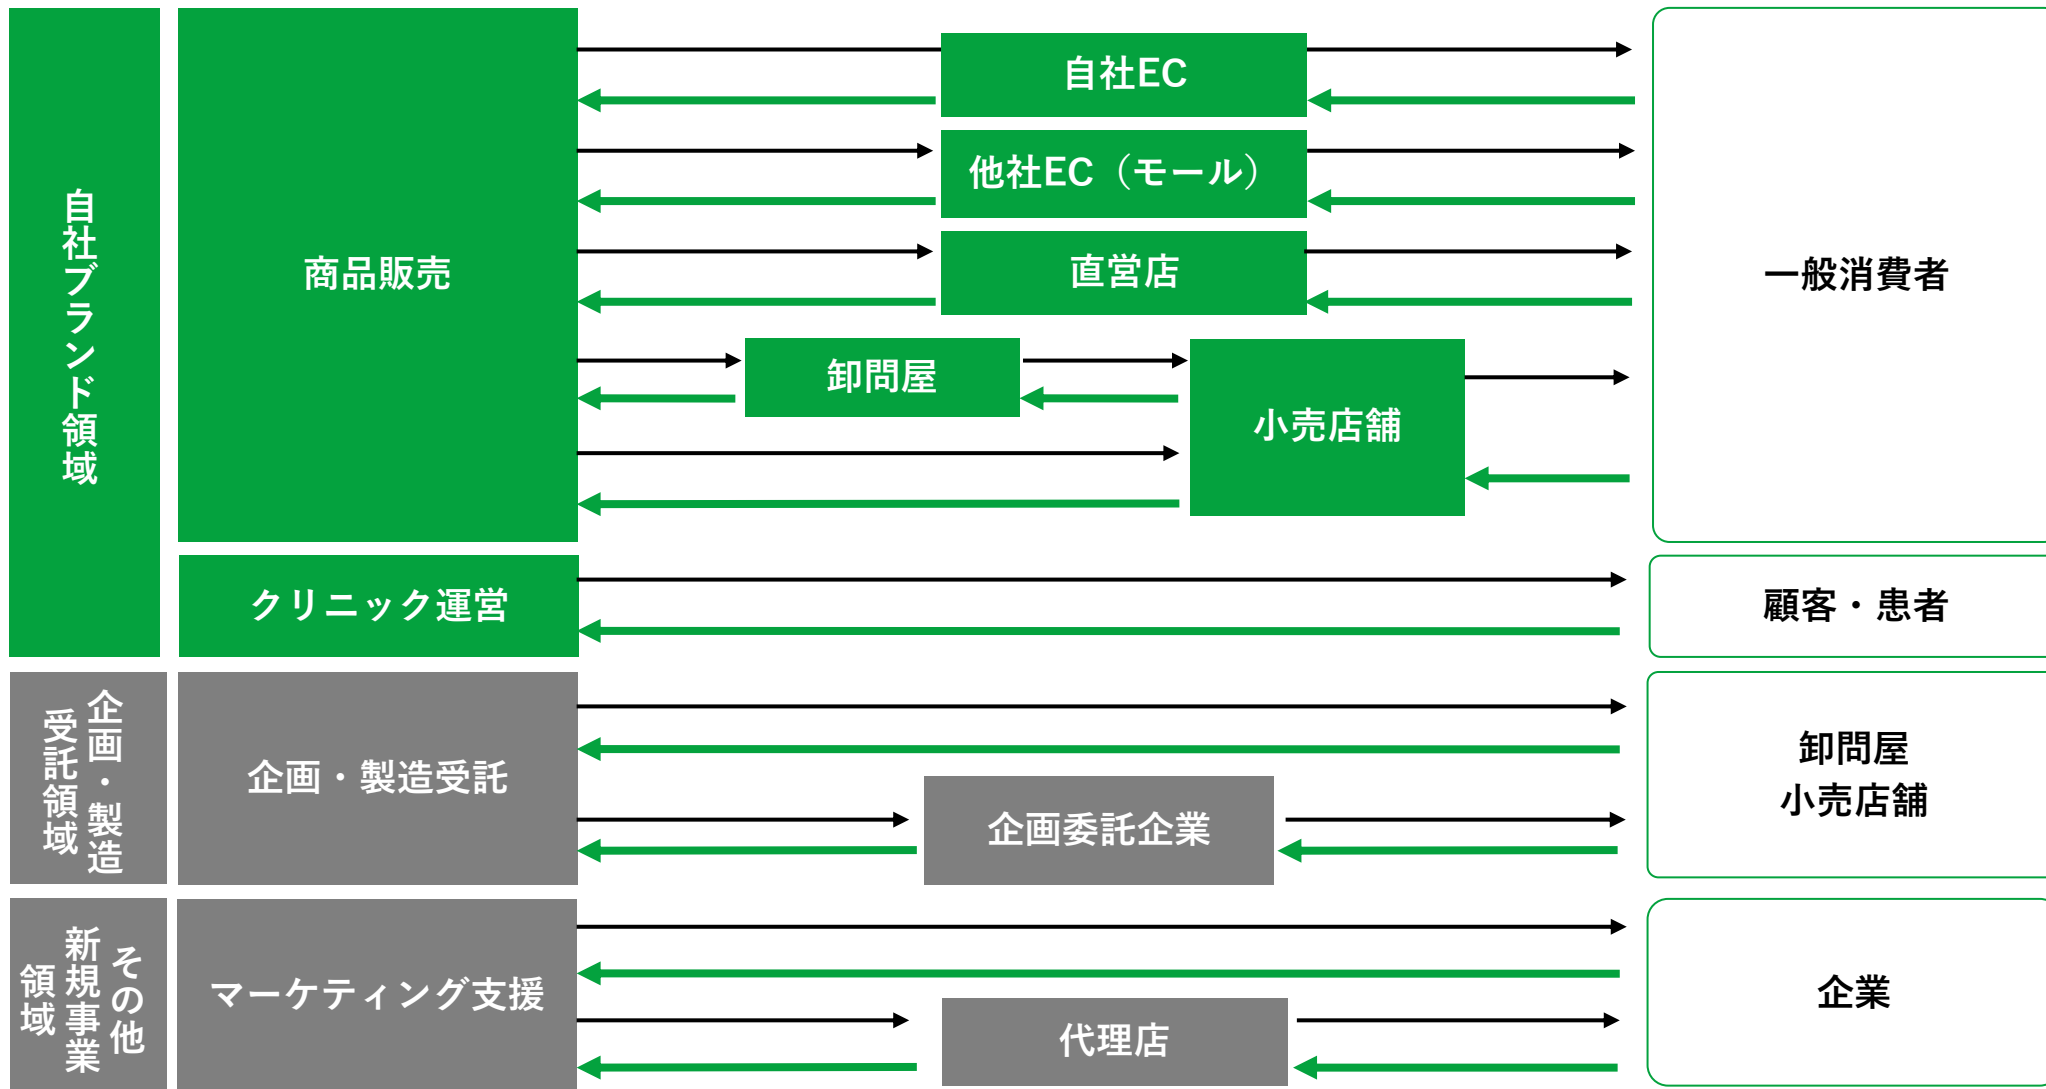 自社ブランド領域
商品販売
自社EC
他社EC（モール）
直営店
卸問屋
小売店舗
一般消費者
クリニック運営
顧客・患者
企画・製造
受託領域
企画・製造受託
企画委託企業
卸問屋
小売店舗
その他
新規事業
領域
マーケティング支援
代理店
企業